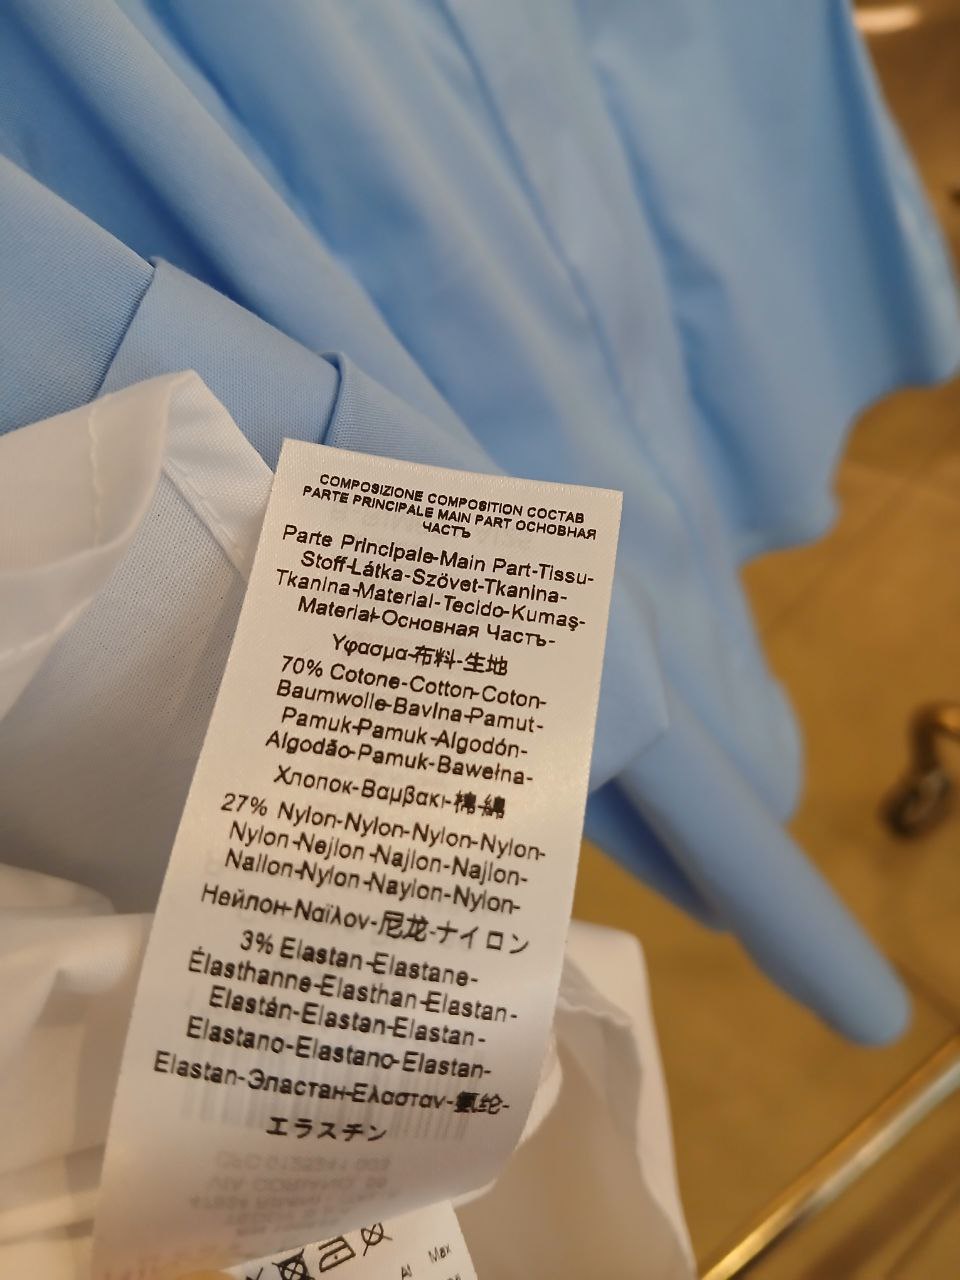 COMPOSIZIONE COMPOSITION СОСТАВ
PARTE PRINCIPALE MAIN PART ОСНОВНАЯ
ЧАСТЬ
Parte Principale-Main Part-Tissu-
Stoff-Látka-Szövet-Tkanina-
Tkanina-Material-Tecido-Kumaş-
Material-Основная Часть-
Υφασμα-布料-生地
70% Cotone-Cotton-Coton-
Baumwolle-Bavlna-Pamut-
Pamuk-Pamuk-Algodón-
Algodão-Pamuk-Bawełna-
Хлопок-Βαμβακι-棉-綿
27% Nylon-Nylon-Nylon-Nylon-
Nylon-Nejlon-Najlon-Najlon-
Nailon-Nylon-Naylon-Nylon-
Нейлон-Ναϊλον-尼龙-ナイロン
3% Elastan-Elastane-
Élasthanne-Elasthan-Elastan-
Elastán-Elastan-Elastan-
Elastano-Elastano-Elastan-
Elastan-Эластан-Ελασταν-氨纶-
エラスチン
Al Max